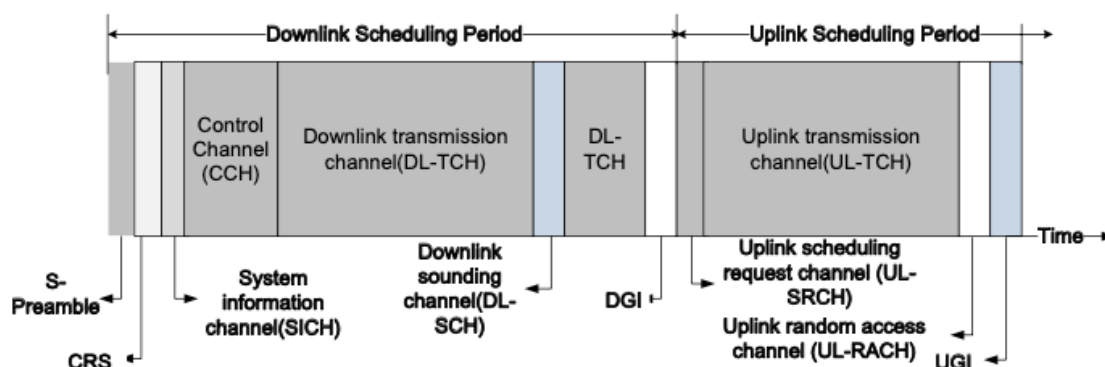 Downlink Scheduling Period
Uplink Scheduling Period
Control
Channel
(CCH)
Downlink transmission
channel(DL-TCH)
DL-
TCH
Uplink transmission
channel(UL-TCH)
Time
S-
Preamble
CRS
System
information
channel(SICH)
Downlink
sounding
channel(DL-
SCH)
DGI
Uplink scheduling
request channel (UL-
SRCH)
Uplink random access
channel (UL-RACH)
UGI